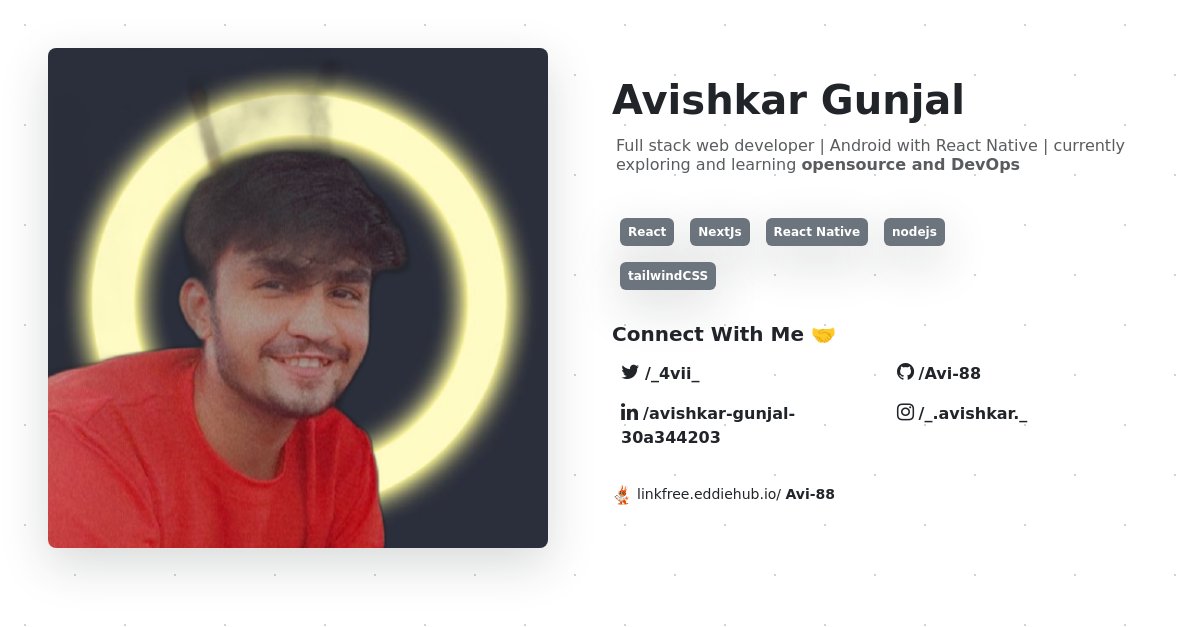 Avishkar Gunjal
Full stack web developer | Android with React Native | currently
exploring and learning opensource and DevOps
React NextJs React Native nodejs
tailwindCSS
Connect With Me 🤝
/_4vii_ /Avi-88
/avishkar-gunjal- /_.avishkar._
30a344203
linkfree.eddiehub.io/ Avi-88